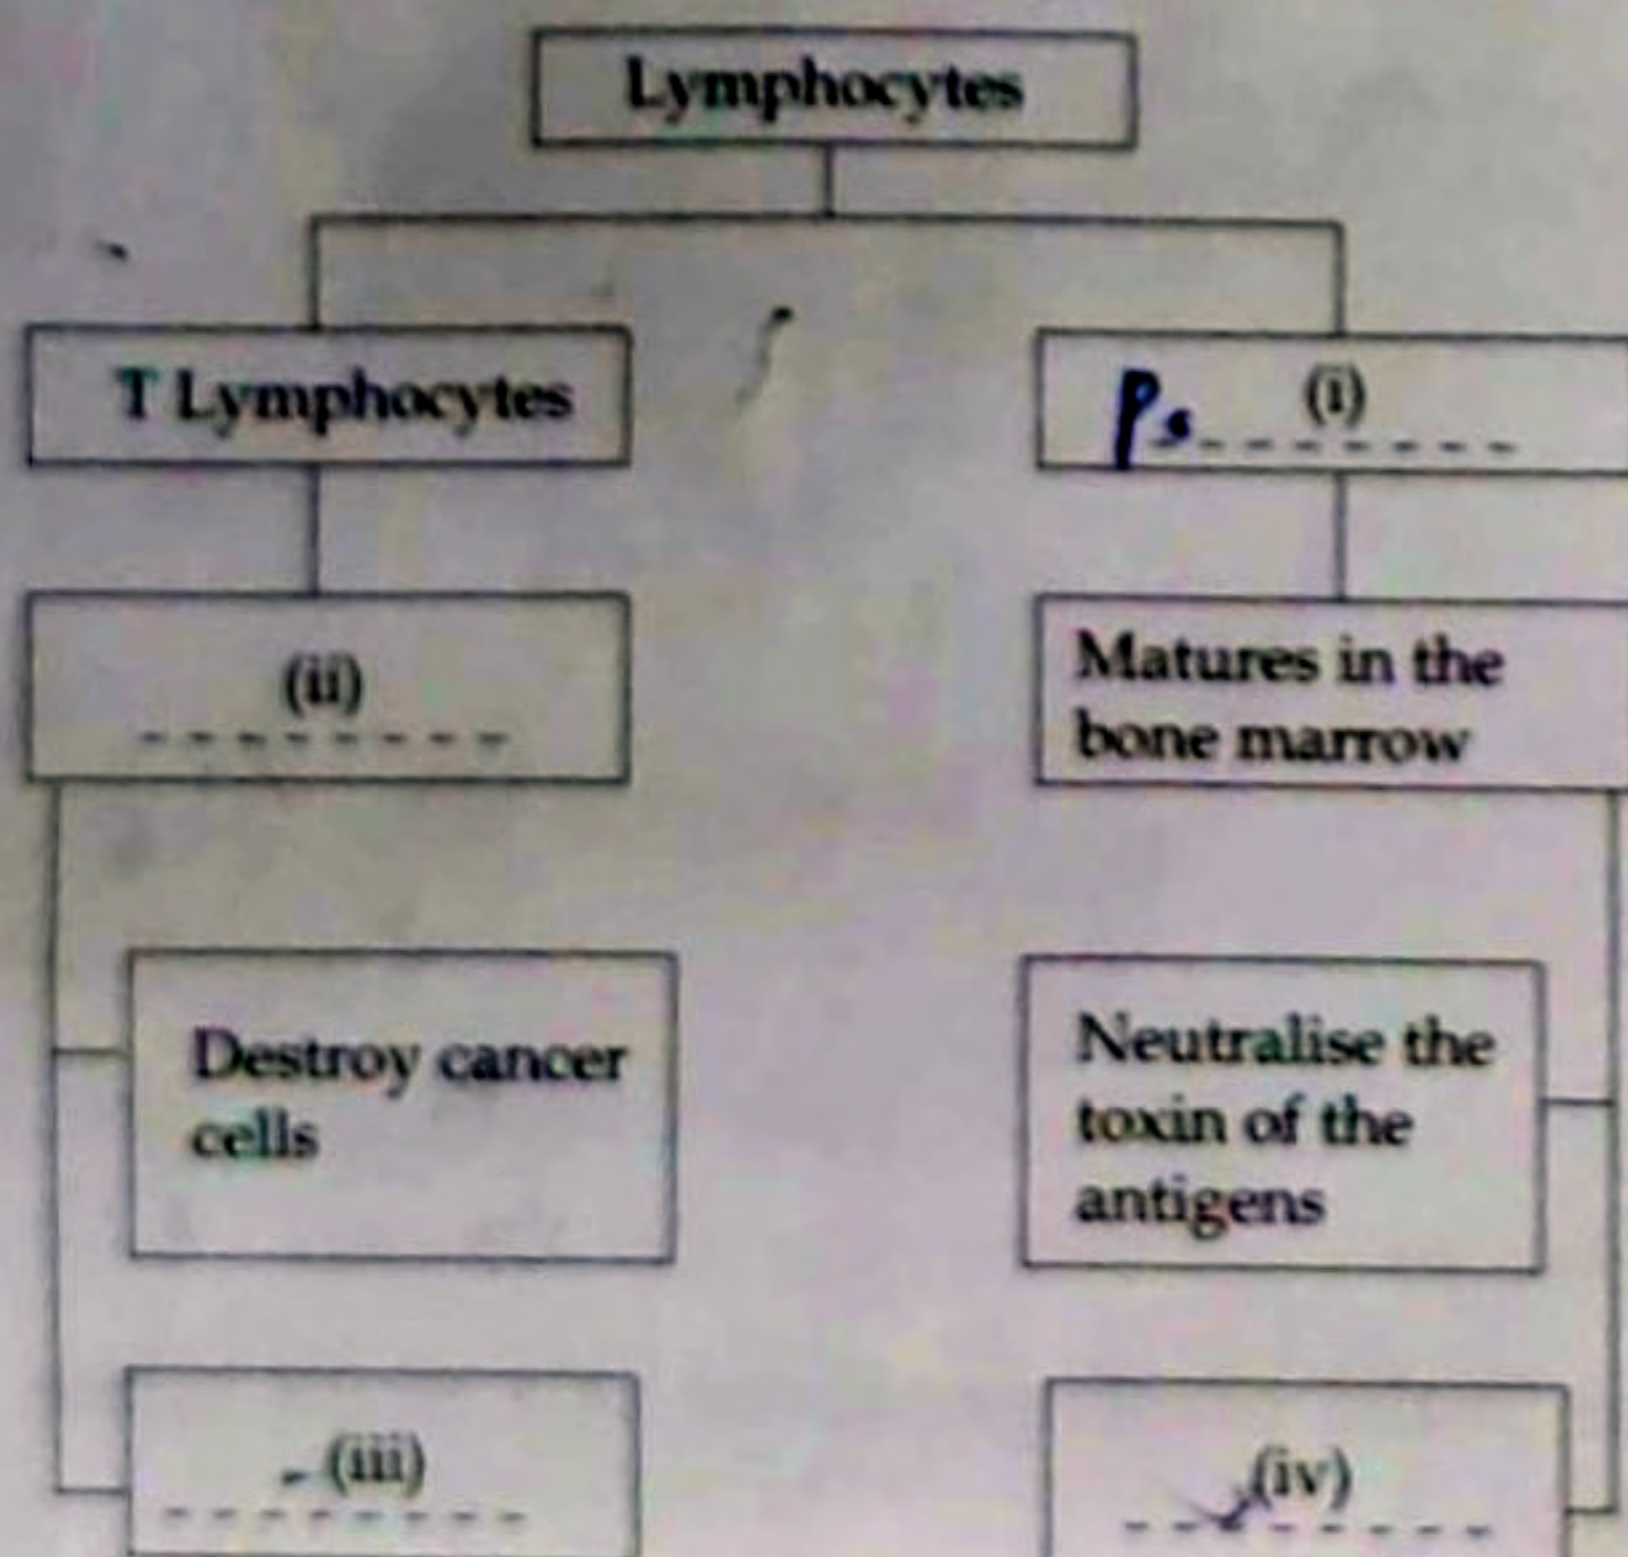 Lymphocytes
T Lymphocytes
(i)
(ii)
Matures in the
bone marrow
Destroy cancer
cells
Neutralise the
toxin of the
antigens
(iii)
(iv)